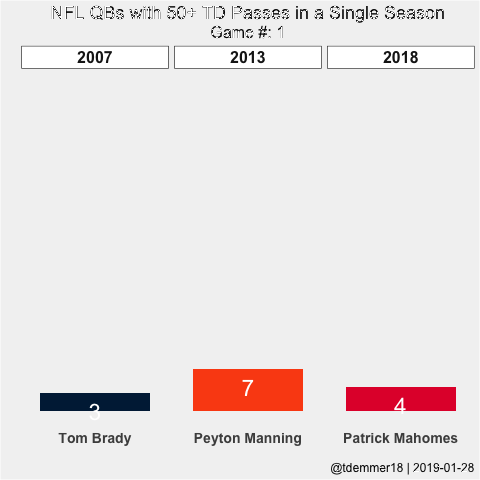 NFL QBs with 50+ TD Passes in a Single Season
Game #: 1
2007 2013 2018
3 7 4
Tom Brady Peyton Manning Patrick Mahomes
@tdemmer18 | 2019-01-28